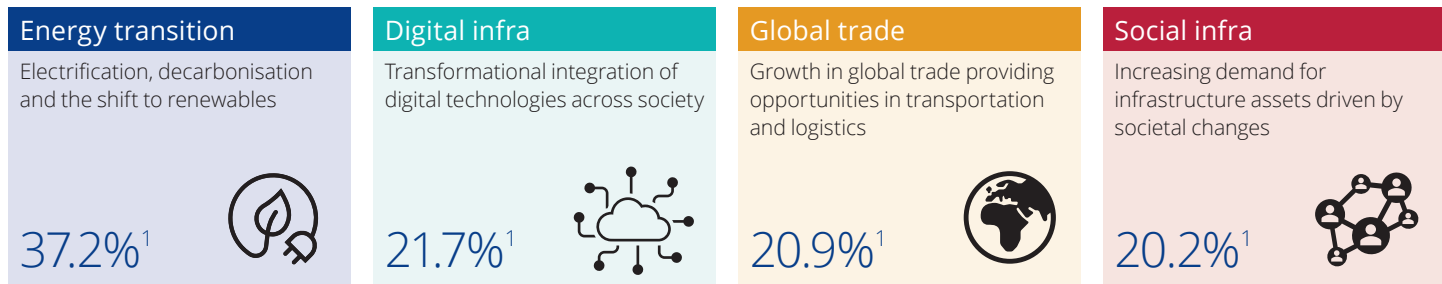 Energy transition
Electrification, decarbonisation
and the shift to renewables
37.2%1
Digital infra
Transformational integration of
digital technologies across society
21.7%1
Global trade
Growth in global trade providing
opportunities in transportation
and logistics
20.9%1
Social infra
Increasing demand for
infrastructure assets driven by
societal changes
20.2%1